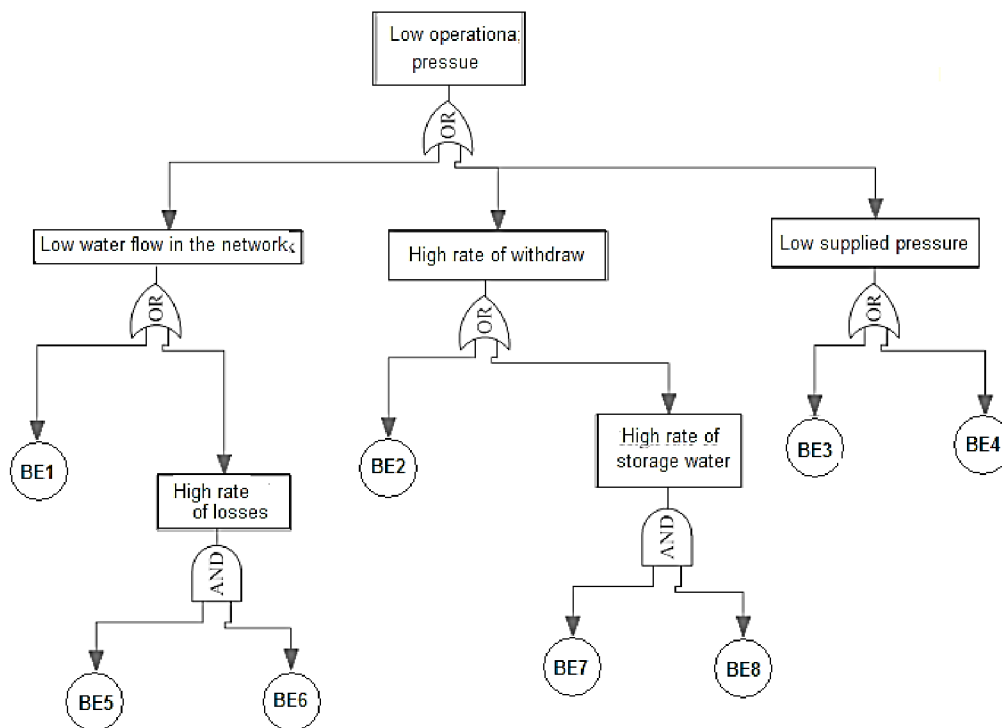 Low operationa;
pressue
OR
Low water flow in the network
High rate of withdraw
Low supplied pressure
OR
OR
OR
BE1
High rate
of losses
BE2
High rate of
storage water
BE3
BE4
AND
AND
BE5
BE6
BE7
BE8